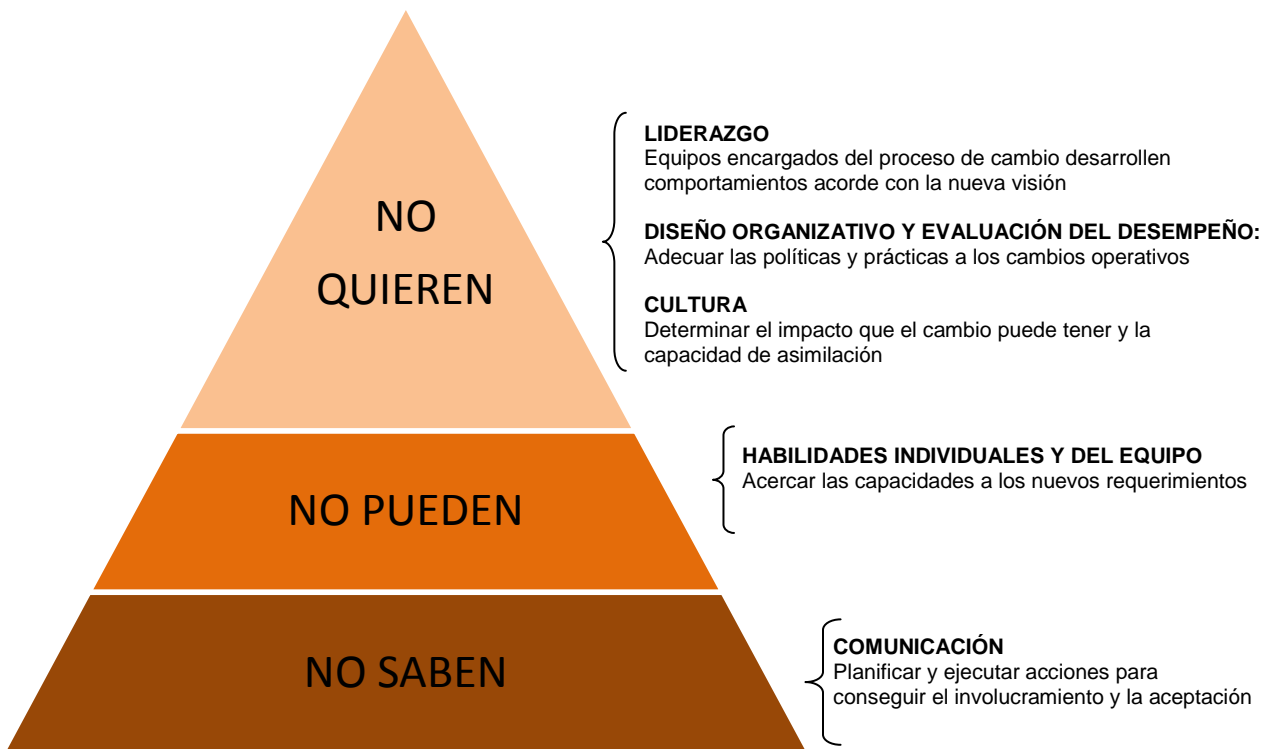 NO
QUIEREN
LIDERAZGO
Equipos encargados del proceso de cambio desarrollen
comportamientos acorde con la nueva visión
DISEÑO ORGANIZATIVO Y EVALUACIÓN DEL DESEMPEÑO:
Adecuar las políticas y prácticas a los cambios operativos
CULTURA
Determinar el impacto que el cambio puede tener y la
capacidad de asimilación
NO PUEDEN
HABILIDADES INDIVIDUALES Y DEL EQUIPO
Acercar las capacidades a los nuevos requerimientos
NO SABEN
COMUNICACIÓN
Planificar y ejecutar acciones para
conseguir el involucramiento y la aceptación